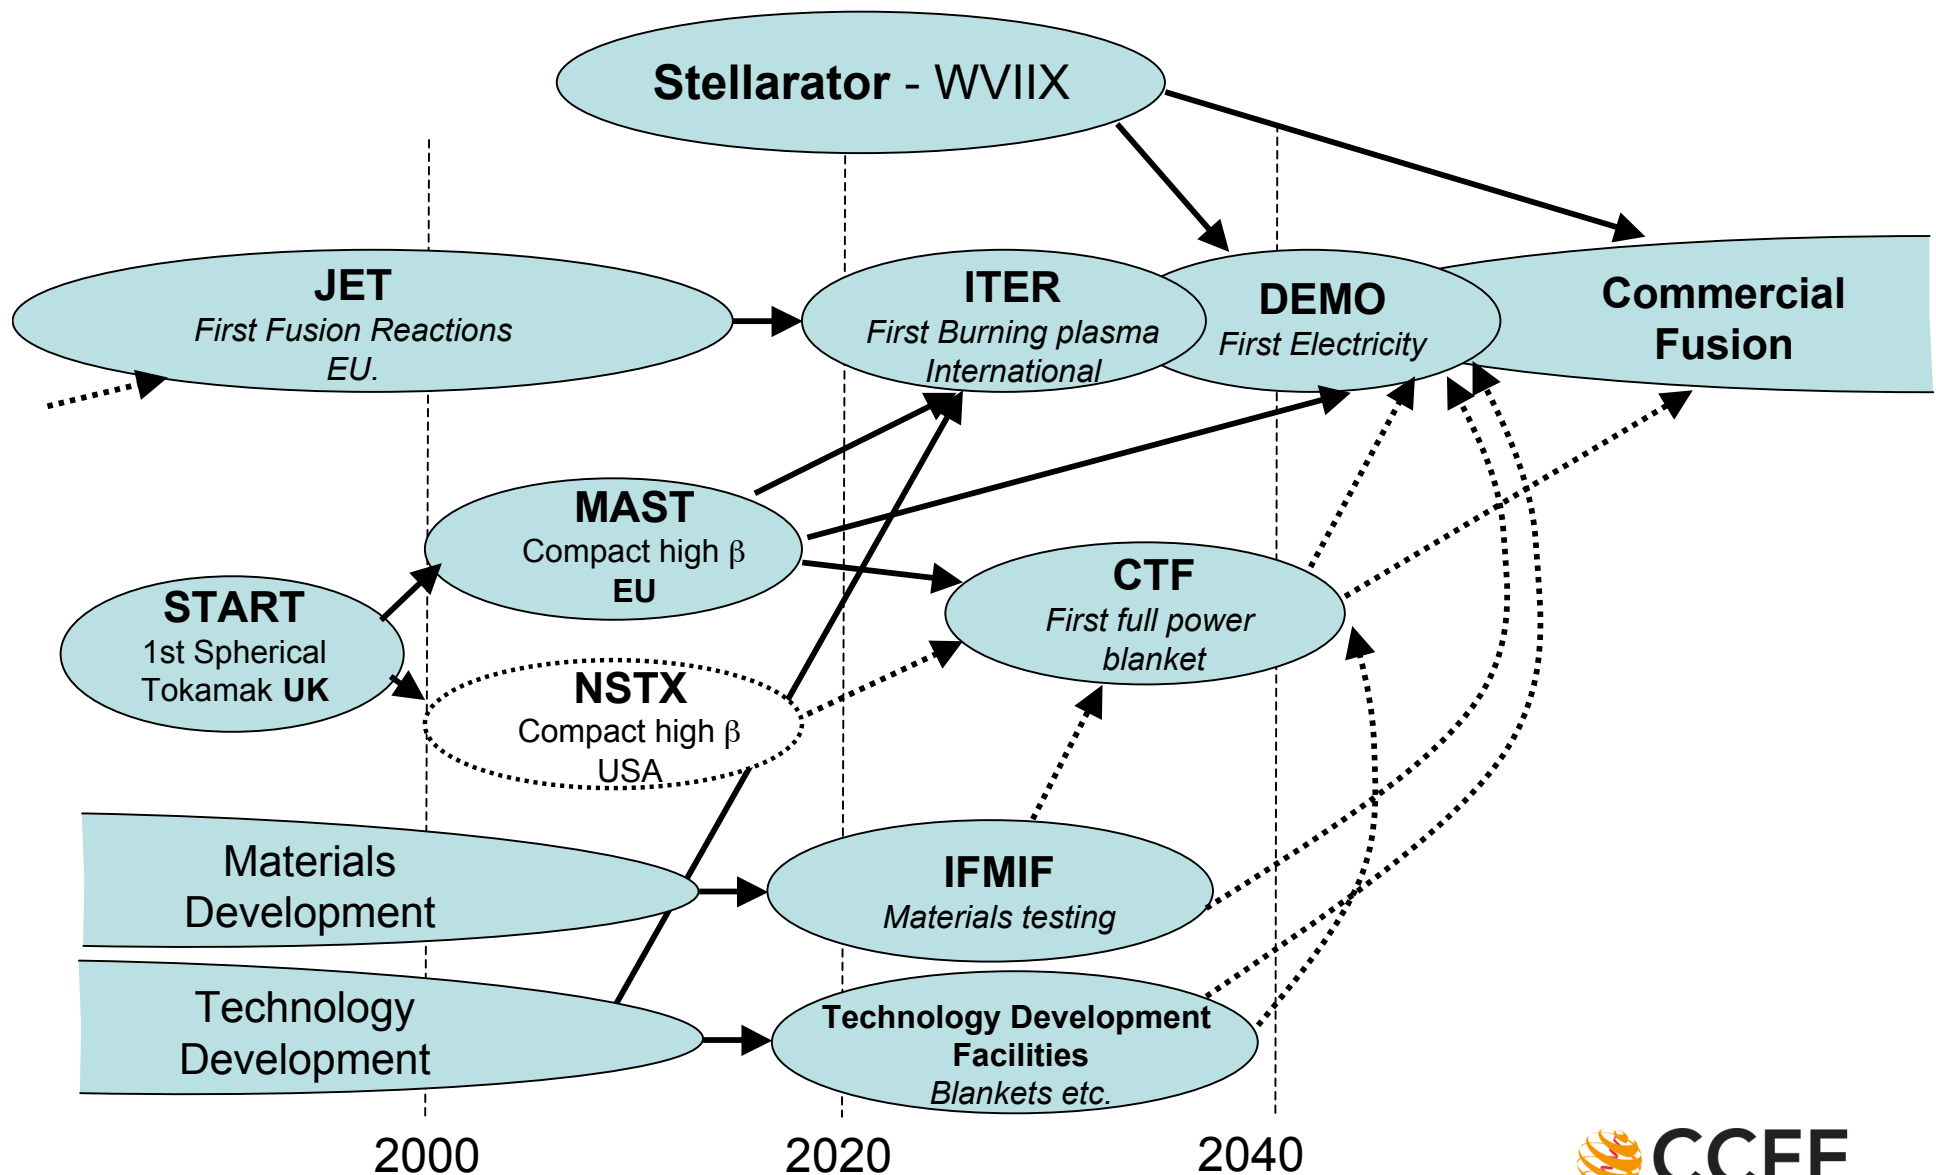 Stellarator - WVIIX
JET
First Fusion Reactions
EU.
ITER
First Burning plasma
International
DEMO
First Electricity
Commercial
Fusion
MAST
Compact high β
EU
START
1st Spherical
Tokamak UK
NSTX
Compact high β
USA
CTF
First full power
blanket
Materials
Development
IFMIF
Materials testing
Technology
Development
Technology Development
Facilities
Blankets etc.
2000
2020
2040
CCFE